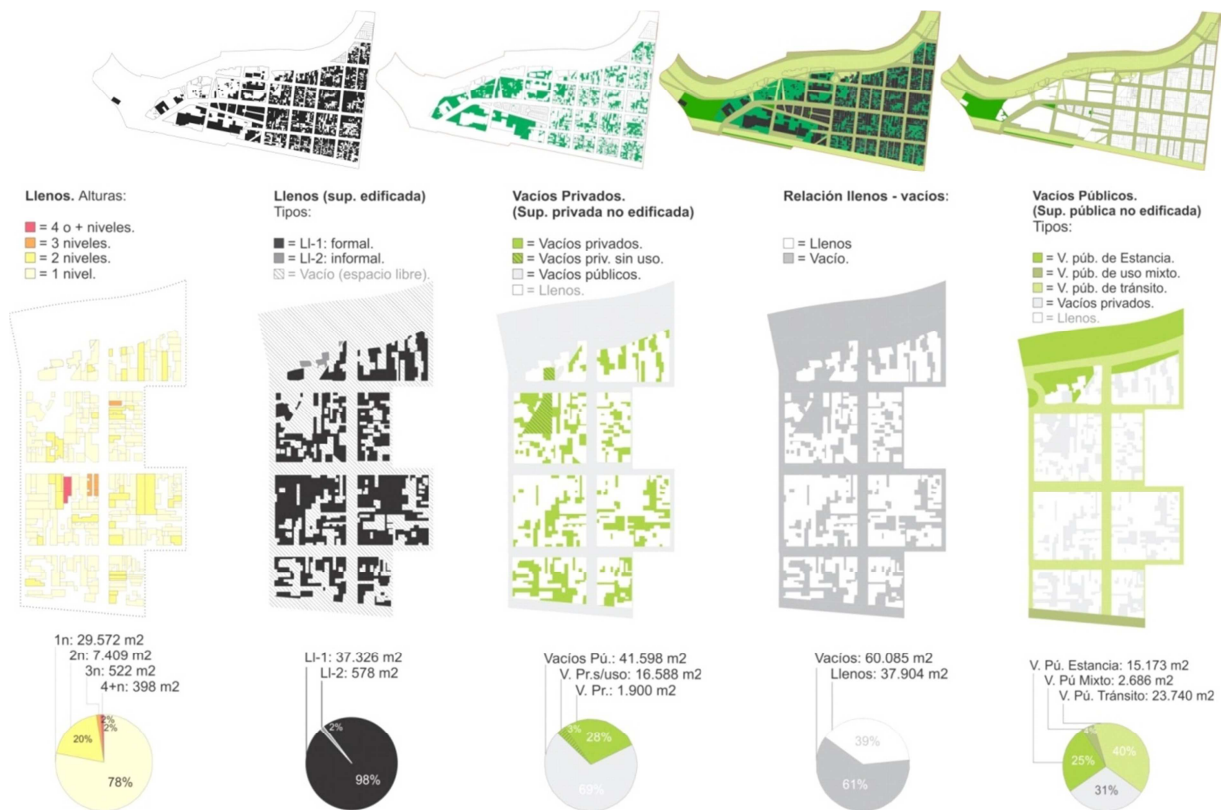 Llenos. Alturas:
= 4 o + niveles.
= 3 niveles.
= 2 niveles.
= 1 nivel.
Llenos (sup. edificada)
Tipos:
= LI-1: formal.
= LI-2: informal.
= Vacío (espacio libre).
Vacíos Privados.
(Sup. privada no edificada)
= Vacíos privados.
= Vacíos priv. sin uso.
= Vacíos públicos.
= Llenos.
Relación llenos - vacíos:
= Llenos
= Vacío.
Vacíos Públicos.
(Sup. pública no edificada)
Tipos:
= V. púb. de Estancia.
= V. púb. de uso mixto.
= V. púb. de tránsito.
= Vacíos privados.
= Llenos.
1n: 29.572 m2
2n: 7.409 m2
3n: 522 m2
4+n: 398 m2
2%
2%
20%
78%
LI-1: 37.326 m2
LI-2: 578 m2
2%
98%
Vacíos Pú.: 41.598 m2
V. Pr.s/uso: 16.588 m2
V. Pr.: 1.900 m2
3%
28%
69%
Vacíos: 60.085 m2
Llenos: 37.904 m2
39%
61%
V. Pú. Estancia: 15.173 m2
V. Pú Mixto: 2.686 m2
V. Pú. Tránsito: 23.740 m2
4%
40%
25%
31%